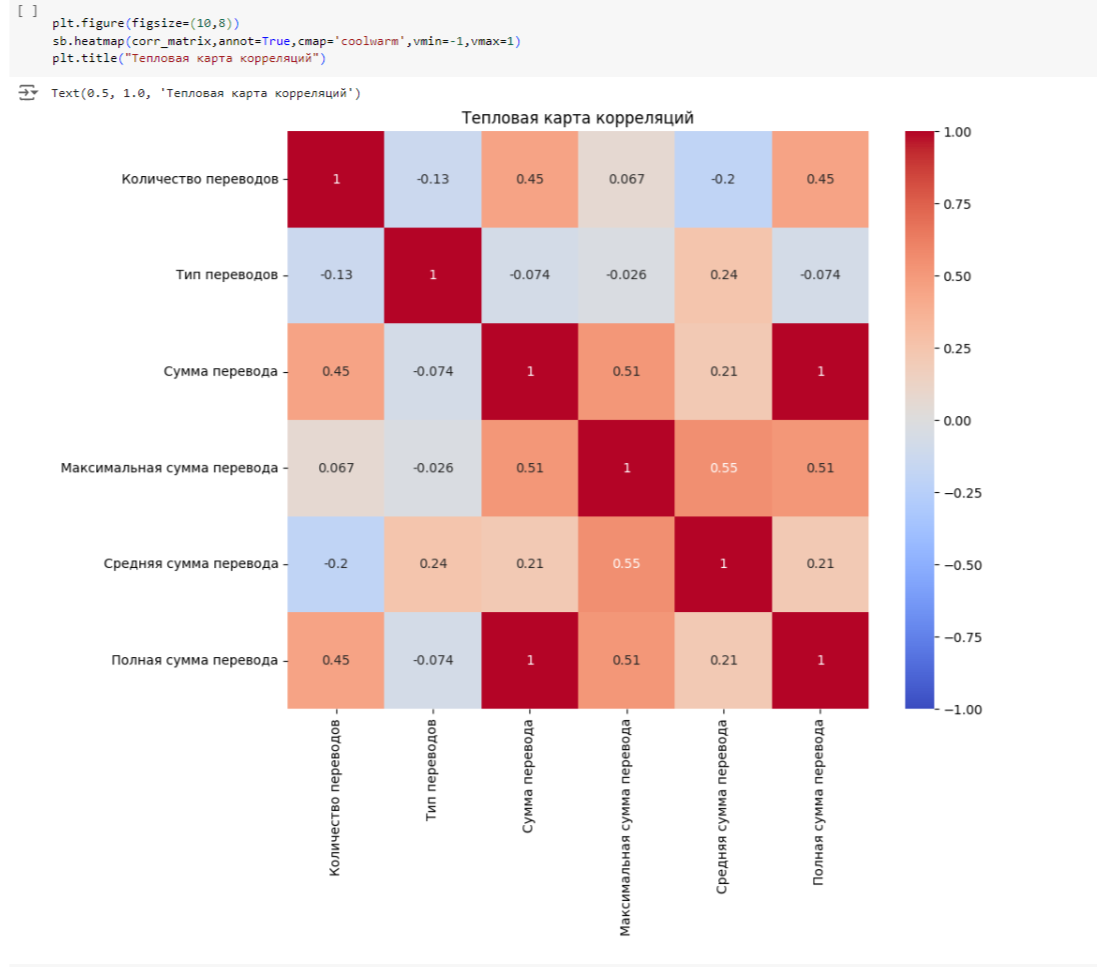 [ ]
plt.figure(figsize=(10,8))
sb.heatmap(corr_matrix,annot=True,cmap='coolwarm',vmin=-1,vmax=1)
plt.title("Тепловая карта корреляций")
Text(0.5, 1.0, 'Тепловая карта корреляций')
Тепловая карта корреляций
Количество переводов 1 -0.13 0.45 0.067 -0.2 0.45
Тип переводов -0.13 1 -0.074 -0.026 0.24 -0.074
Сумма перевода 0.45 -0.074 1 0.51 0.21 1
Максимальная сумма перевода 0.067 -0.026 0.51 1 0.55 0.51
Средняя сумма перевода -0.2 0.24 0.21 0.55 1 0.21
Полная сумма перевода 0.45 -0.074 1 0.51 0.21 1
Количество переводов
Тип переводов
Сумма перевода
Максимальная сумма перевода
Средняя сумма перевода
Полная сумма перевода
1.00
0.75
0.50
0.25
0.00
−0.25
−0.50
−0.75
−1.00